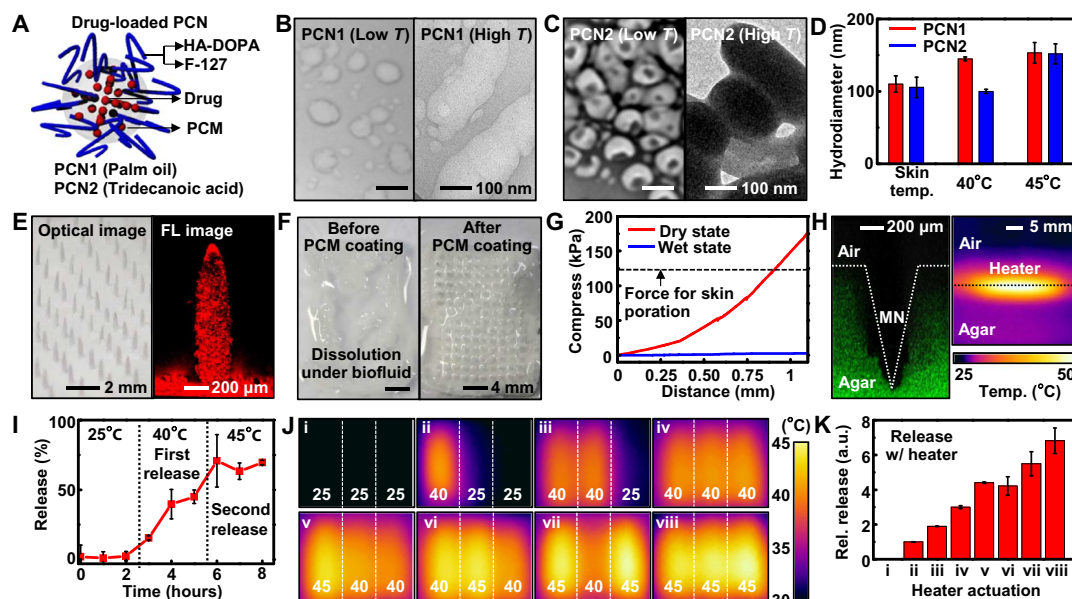 A
Drug-loaded PCN
HA-DOPA
F-127
Drug
PCM
PCN1 (Palm oil)
PCN2 (Tridecanoic acid)
B
PCN1 (Low T)
PCN1 (High T)
100 nm
C
PCN2 (Low T)
PCN2 (High T)
100 nm
D
PCN1
PCN2
Hydrodiameter (nm)
200
100
0
Skin temp.
40°C
45°C
E
Optical image
FL image
2 mm
200 μm
F
Before PCM coating
After PCM coating
Dissolution under biofluid
4 mm
G
Dry state
Wet state
Force for skin poration
Compress (kPa)
200
150
100
50
0
0
0.25
0.50
0.75
1.0
Distance (mm)
H
200 μm
Air
MN
Agar
5 mm
Air
Heater
Agar
25
50
Temp. (°C)
I
25°C
40°C
45°C
First release
Second release
Release (%)
100
50
0
0
2
4
6
8
Time (hours)
J
i
25 25 25
ii
40 25 25
iii
40 40 25
iv
40 40 40
v
45 40 40
vi
45 45 40
vii
45 40 45
viii
45 45 45
45°C
40
35
30
K
Release w/ heater
Rel. release (a.u.)
8
6
4
2
0
i ii iii iv v vi vii viii
Heater actuation